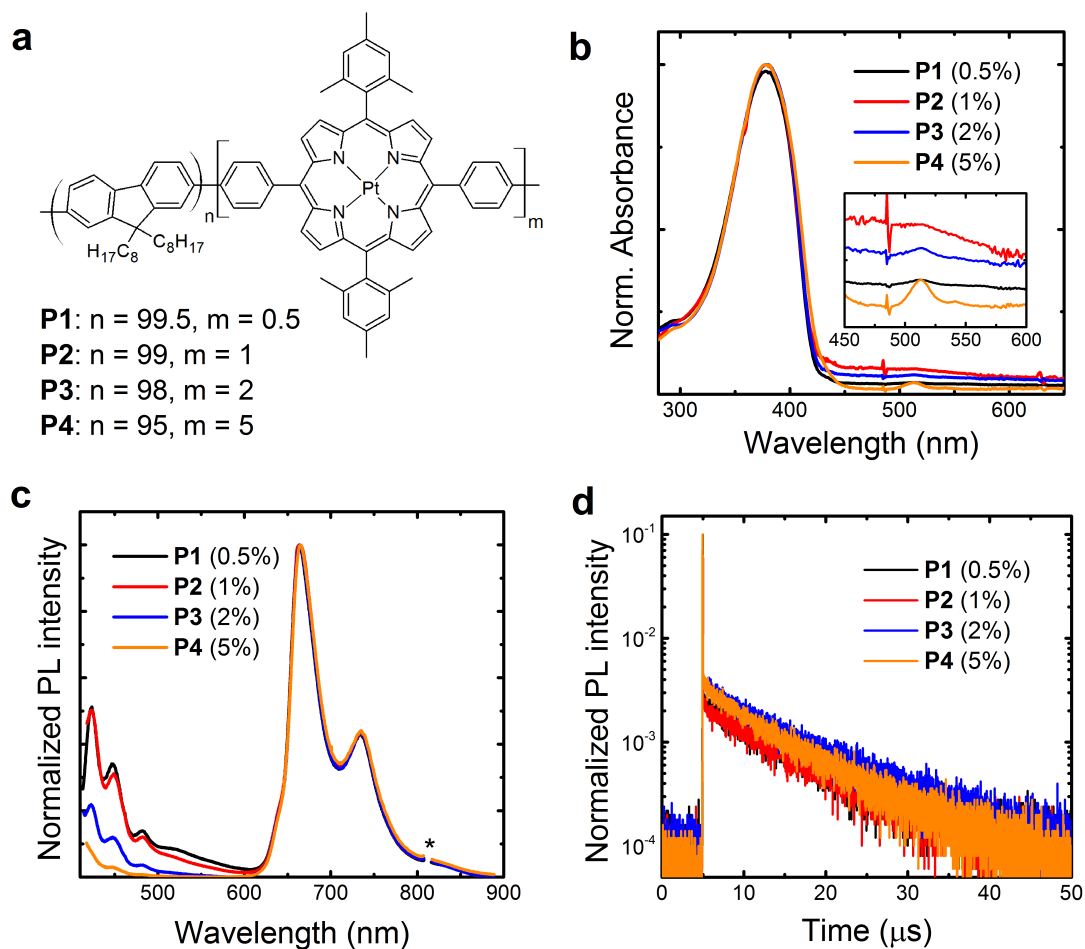 a
Pt
N
N
N
N
n
m
H17C8
C8H17
P1: n = 99.5, m = 0.5
P2: n = 99, m = 1
P3: n = 98, m = 2
P4: n = 95, m = 5
b
P1 (0.5%)
P2 (1%)
P3 (2%)
P4 (5%)
450 500 550 600
Norm. Absorbance
300 400 500 600
Wavelength (nm)
c
P1 (0.5%)
P2 (1%)
P3 (2%)
P4 (5%)
*
Normalized PL intensity
500 600 700 800 900
Wavelength (nm)
d
P1 (0.5%)
P2 (1%)
P3 (2%)
P4 (5%)
Normalized PL intensity
10-1
10-2
10-3
10-4
0 10 20 30 40 50
Time (μs)